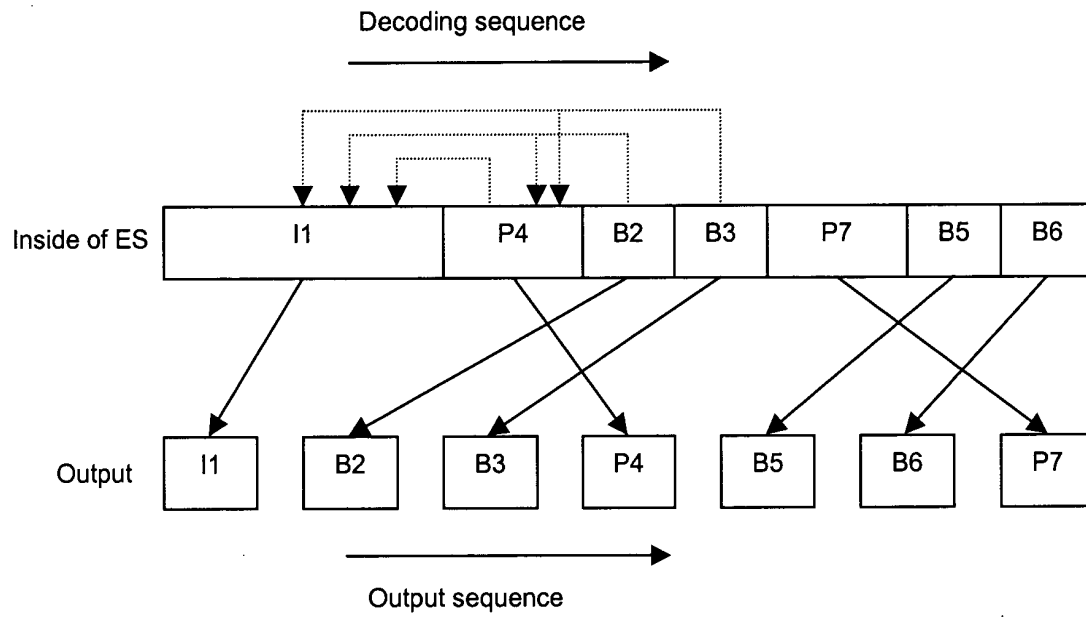 Decoding sequence
Inside of ES I1 P4 B2 B3 P7 B5 B6
Output I1 B2 B3 P4 B5 B6 P7
Output sequence